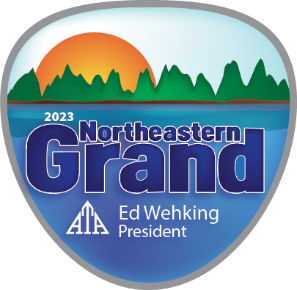 2023
Northeastern
Grand
ATA
Ed Wehking
President